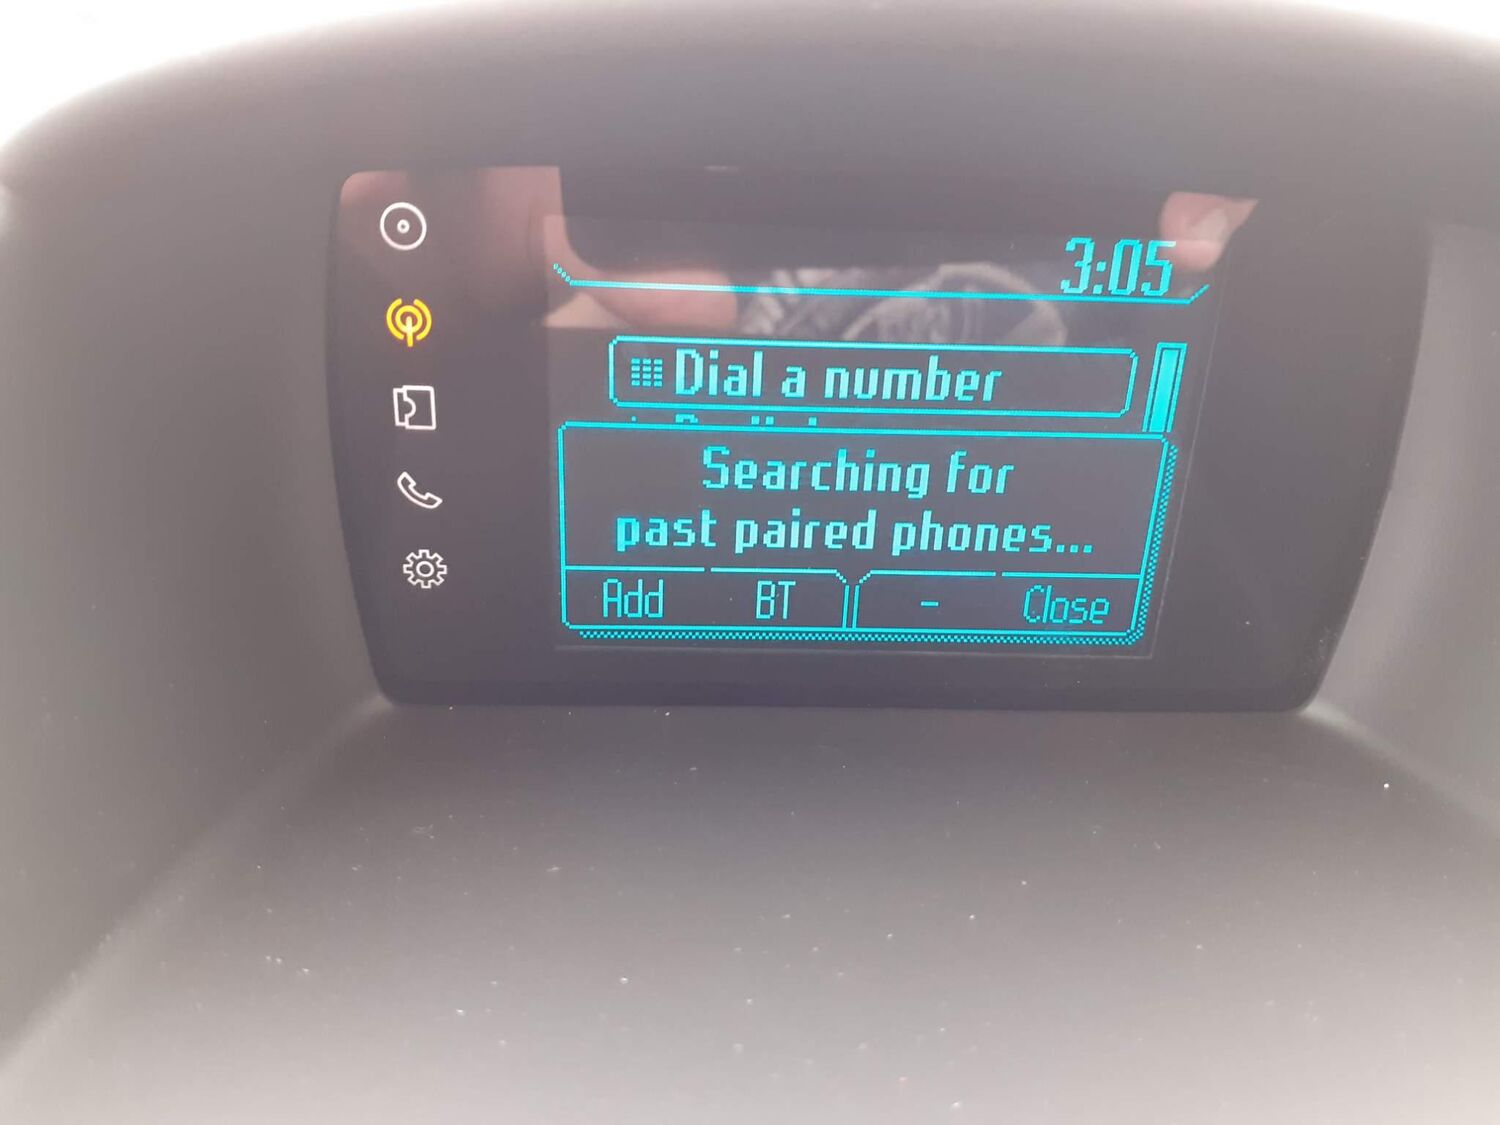 3:05
Dial a number
Searching for
past paired phones...
Add BT - Close